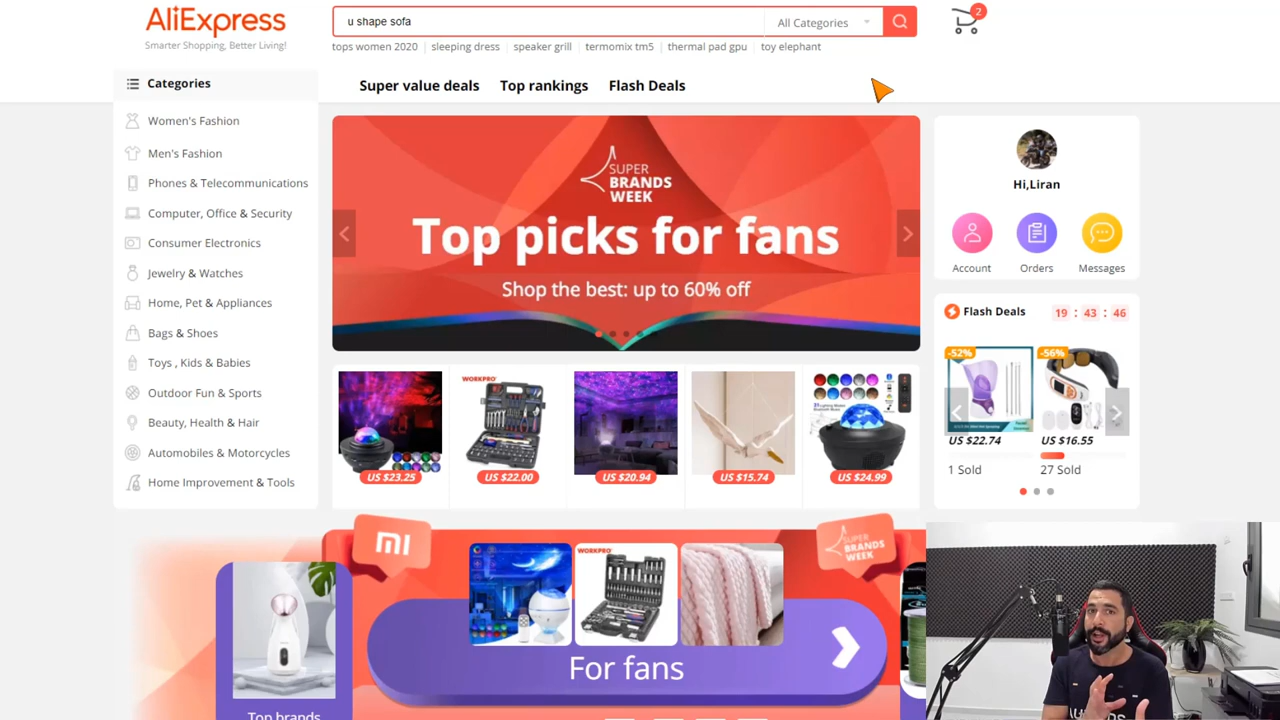 AliExpress
Smarter Shopping, Better Living!
u shape sofa
All Categories
2
tops women 2020
sleeping dress
speaker grill
termomix tm5
thermal pad gpu
toy elephant
Categories
Super value deals
Top rankings
Flash Deals
Women's Fashion
Men's Fashion
Phones & Telecommunications
Computer, Office & Security
Consumer Electronics
Jewelry & Watches
Home, Pet & Appliances
Bags & Shoes
Toys , Kids & Babies
Outdoor Fun & Sports
Beauty, Health & Hair
Automobiles & Motorcycles
Home Improvement & Tools
SUPER
BRANDS
WEEK
Top picks for fans
Shop the best: up to 60% off
Hi,Liran
Account
Orders
Messages
Flash Deals
19 : 43 : 46
-52%
-56%
US $22.74
US $16.55
1 Sold
27 Sold
WORKPRO
US $23.25
US $22.00
US $20.94
US $15.74
US $24.99
MI
SUPER
BRANDS
WEEK
WORKPRO
For fans
Top brands